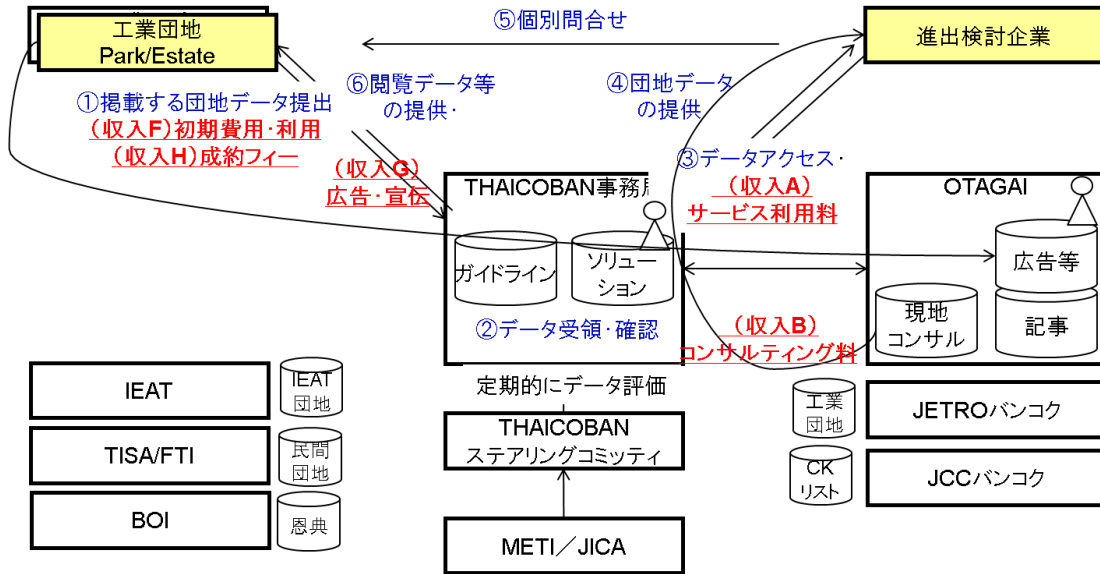 工業団地
Park/Estate
⑤個別問合せ
進出検討企業
①掲載する団地データ提出
(収入F)初期費用・利用
(収入H)成約フィー
⑥閲覧データ等
の提供・
④団地データ
の提供
(収入G)
広告・宣伝
③データアクセス・
(収入A)
サービス利用料
THAICOBAN事務局
ガイドライン
ソリュー
ション
②データ受領・確認
OTAGAI
広告等
現地
コンサル
記事
(収入B)
コンサルティング料
定期的にデータ評価
IEAT
IEAT
団地
TISA/FTI
民間
団地
BOI
恩典
THAICOBAN
ステアリングコミッティ
METI/JICA
工業
団地
JETROバンコク
CK
リスト
JCCバンコク